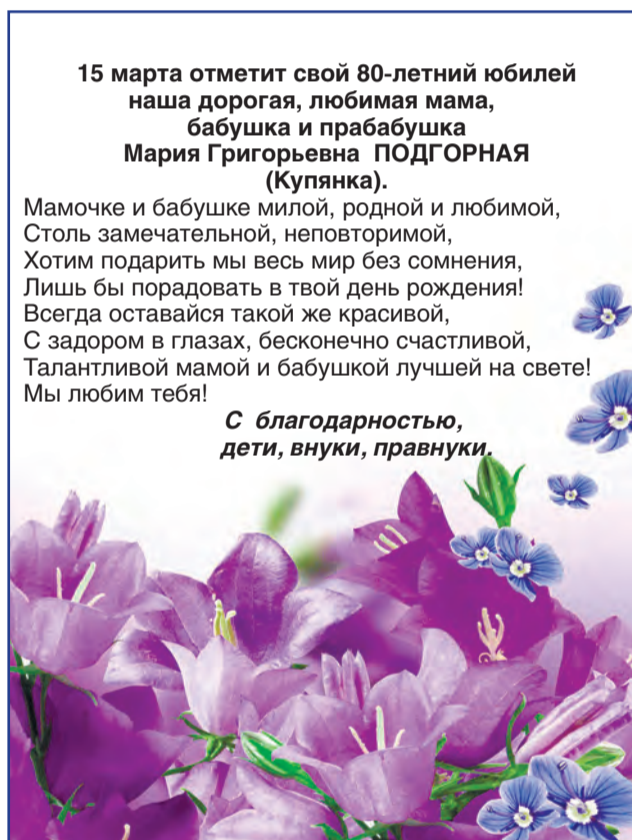 15 марта отметит свой 80-летний юбилей
наша дорогая, любимая мама,
бабушка и прабабушка
Мария Григорьевна ПОДГОРНАЯ
(Купянка).
Мамочке и бабушке милой, родной и любимой,
Столь замечательной, неповторимой,
Хотим подарить мы весь мир без сомнения,
Лишь бы порадовать в твой день рождения!
Всегда оставайся такой же красивой,
С задором в глазах, бесконечно счастливой,
Талантливой мамой и бабушкой лучшей на свете!
Мы любим тебя!
С благодарностью,
дети, внуки, правнуки.